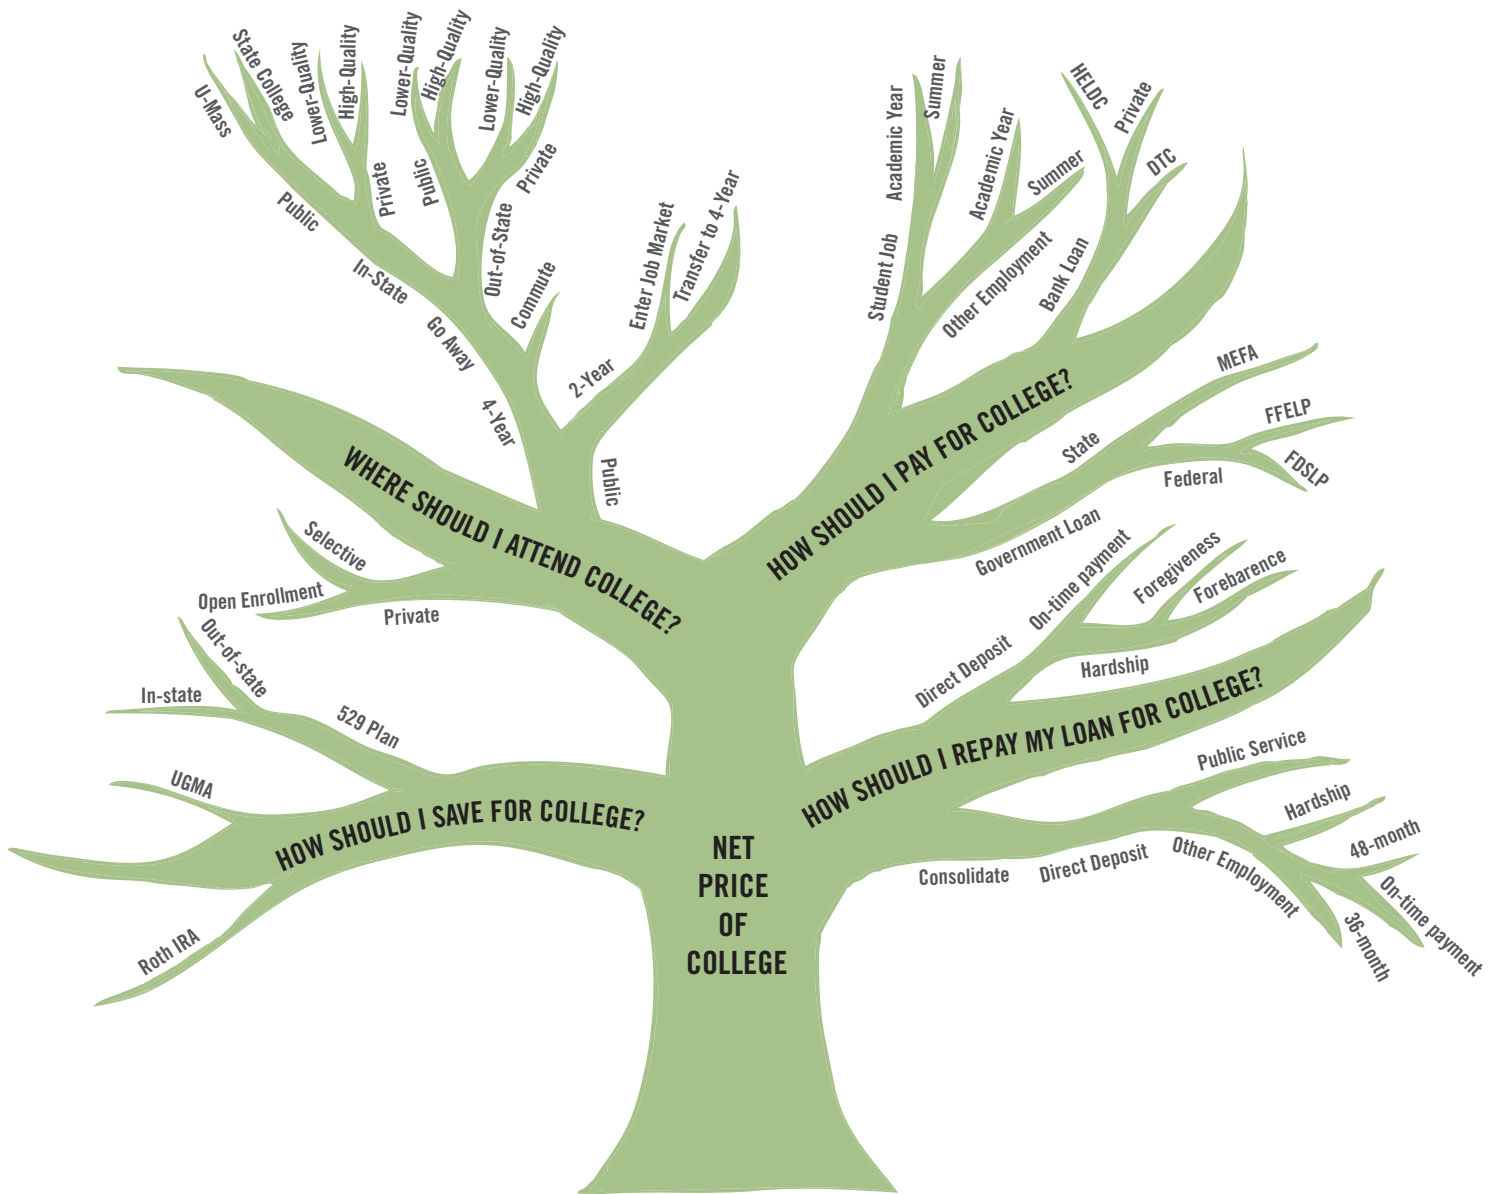 U-Mass
State College
Lower-Quality
High-Quality
Lower-Quality
High-Quality
Lower-Quality
High-Quality
Public
Private
Public
Private
In-State
Out-of-State
Go Away
Commute
4-Year
2-Year
Enter Job Market
Transfer to 4-Year
Public
WHERE SHOULD I ATTEND COLLEGE?
Selective
Open Enrollment
Private
Academic Year
Summer
Student Job
Academic Year
Summer
Other Employment
HELDC
Private
DTC
Bank Loan
HOW SHOULD I PAY FOR COLLEGE?
MEFA
State
FFELP
FDSLP
Federal
Government Loan
On-time payment
Foregiveness
Forebarence
Hardship
Direct Deposit
HOW SHOULD I REPAY MY LOAN FOR COLLEGE?
Public Service
Hardship
48-month
On-time payment
36-month
Other Employment
Direct Deposit
Consolidate
Out-of-state
In-state
529 Plan
UGMA
HOW SHOULD I SAVE FOR COLLEGE?
Roth IRA
NET
PRICE
OF
COLLEGE